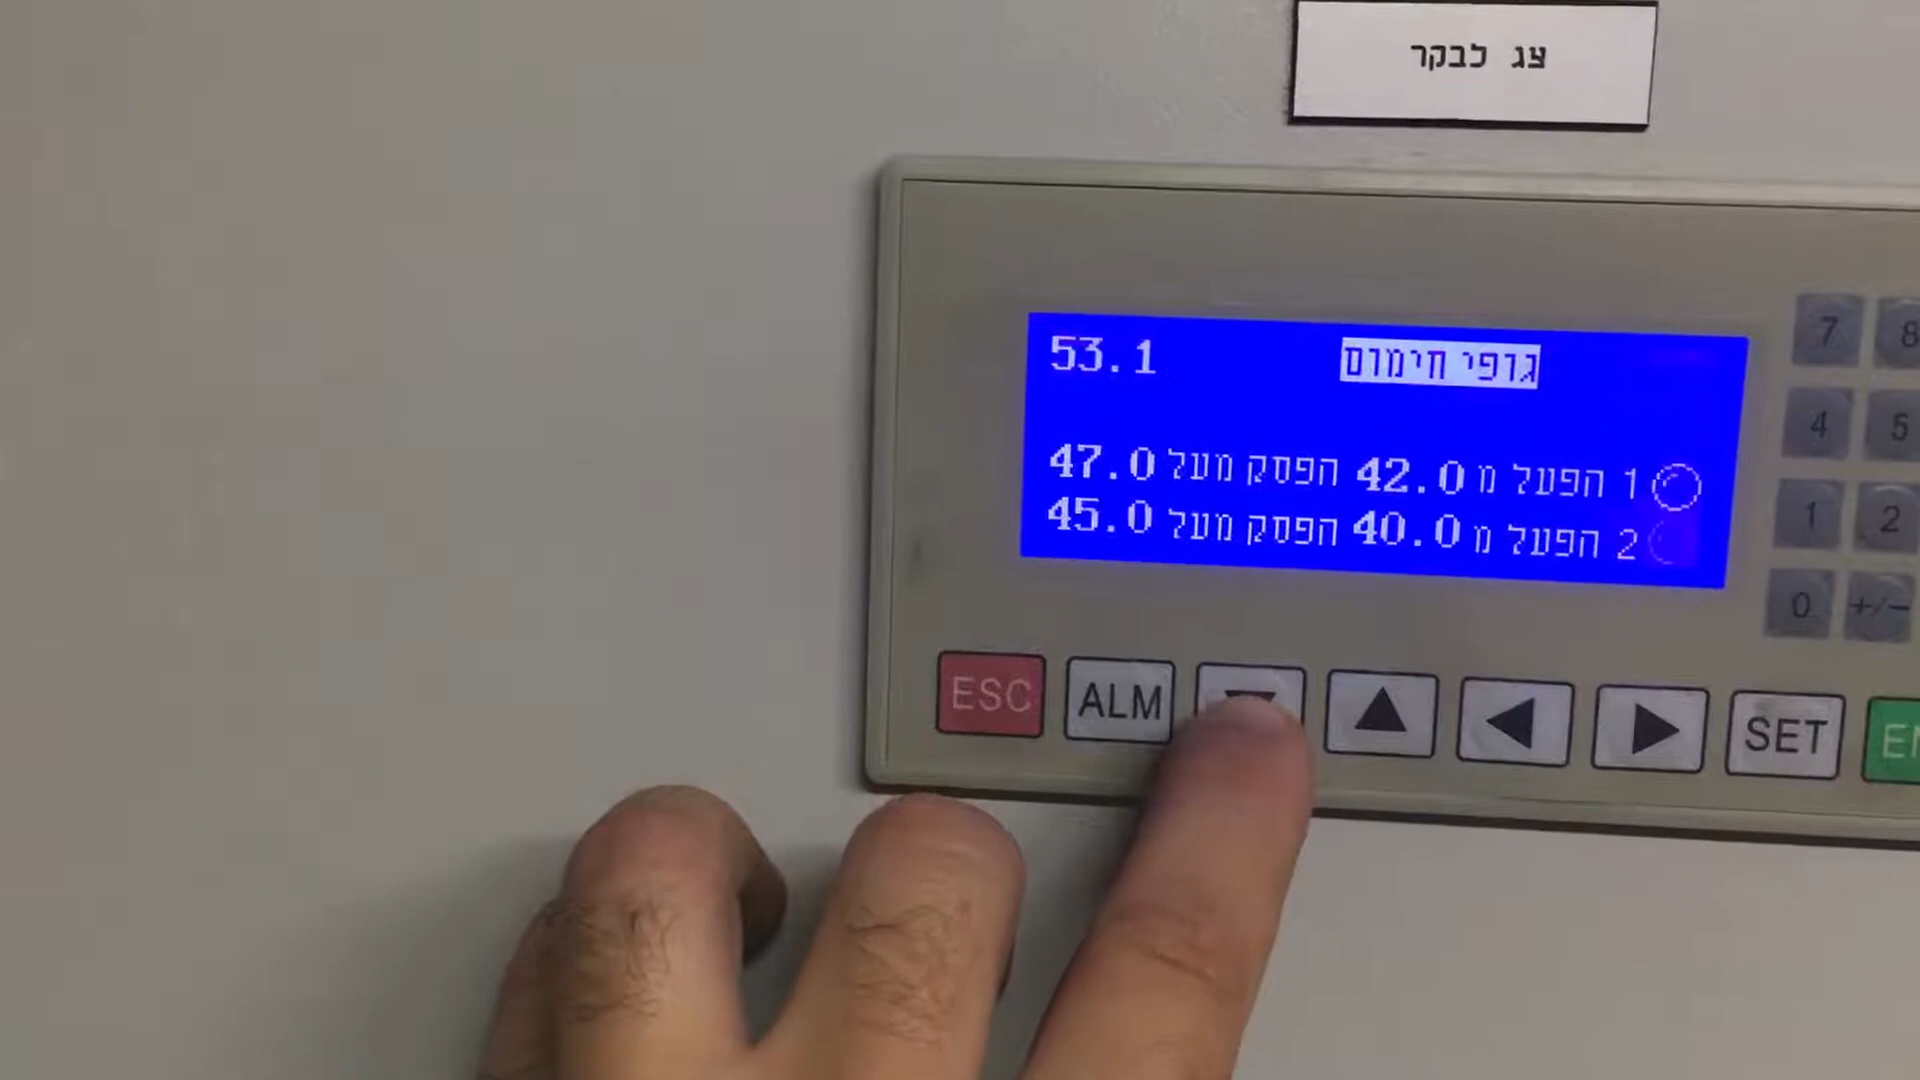 צג לבקר
גופי חימום 53.1
1 הפעל מ 42.0 הפסק מעל 47.0
2 הפעל מ 40.0 הפסק מעל 45.0
7 8
4 5
1 2
0 +/-
ESC ALM ▲ ◀ ▶ SET